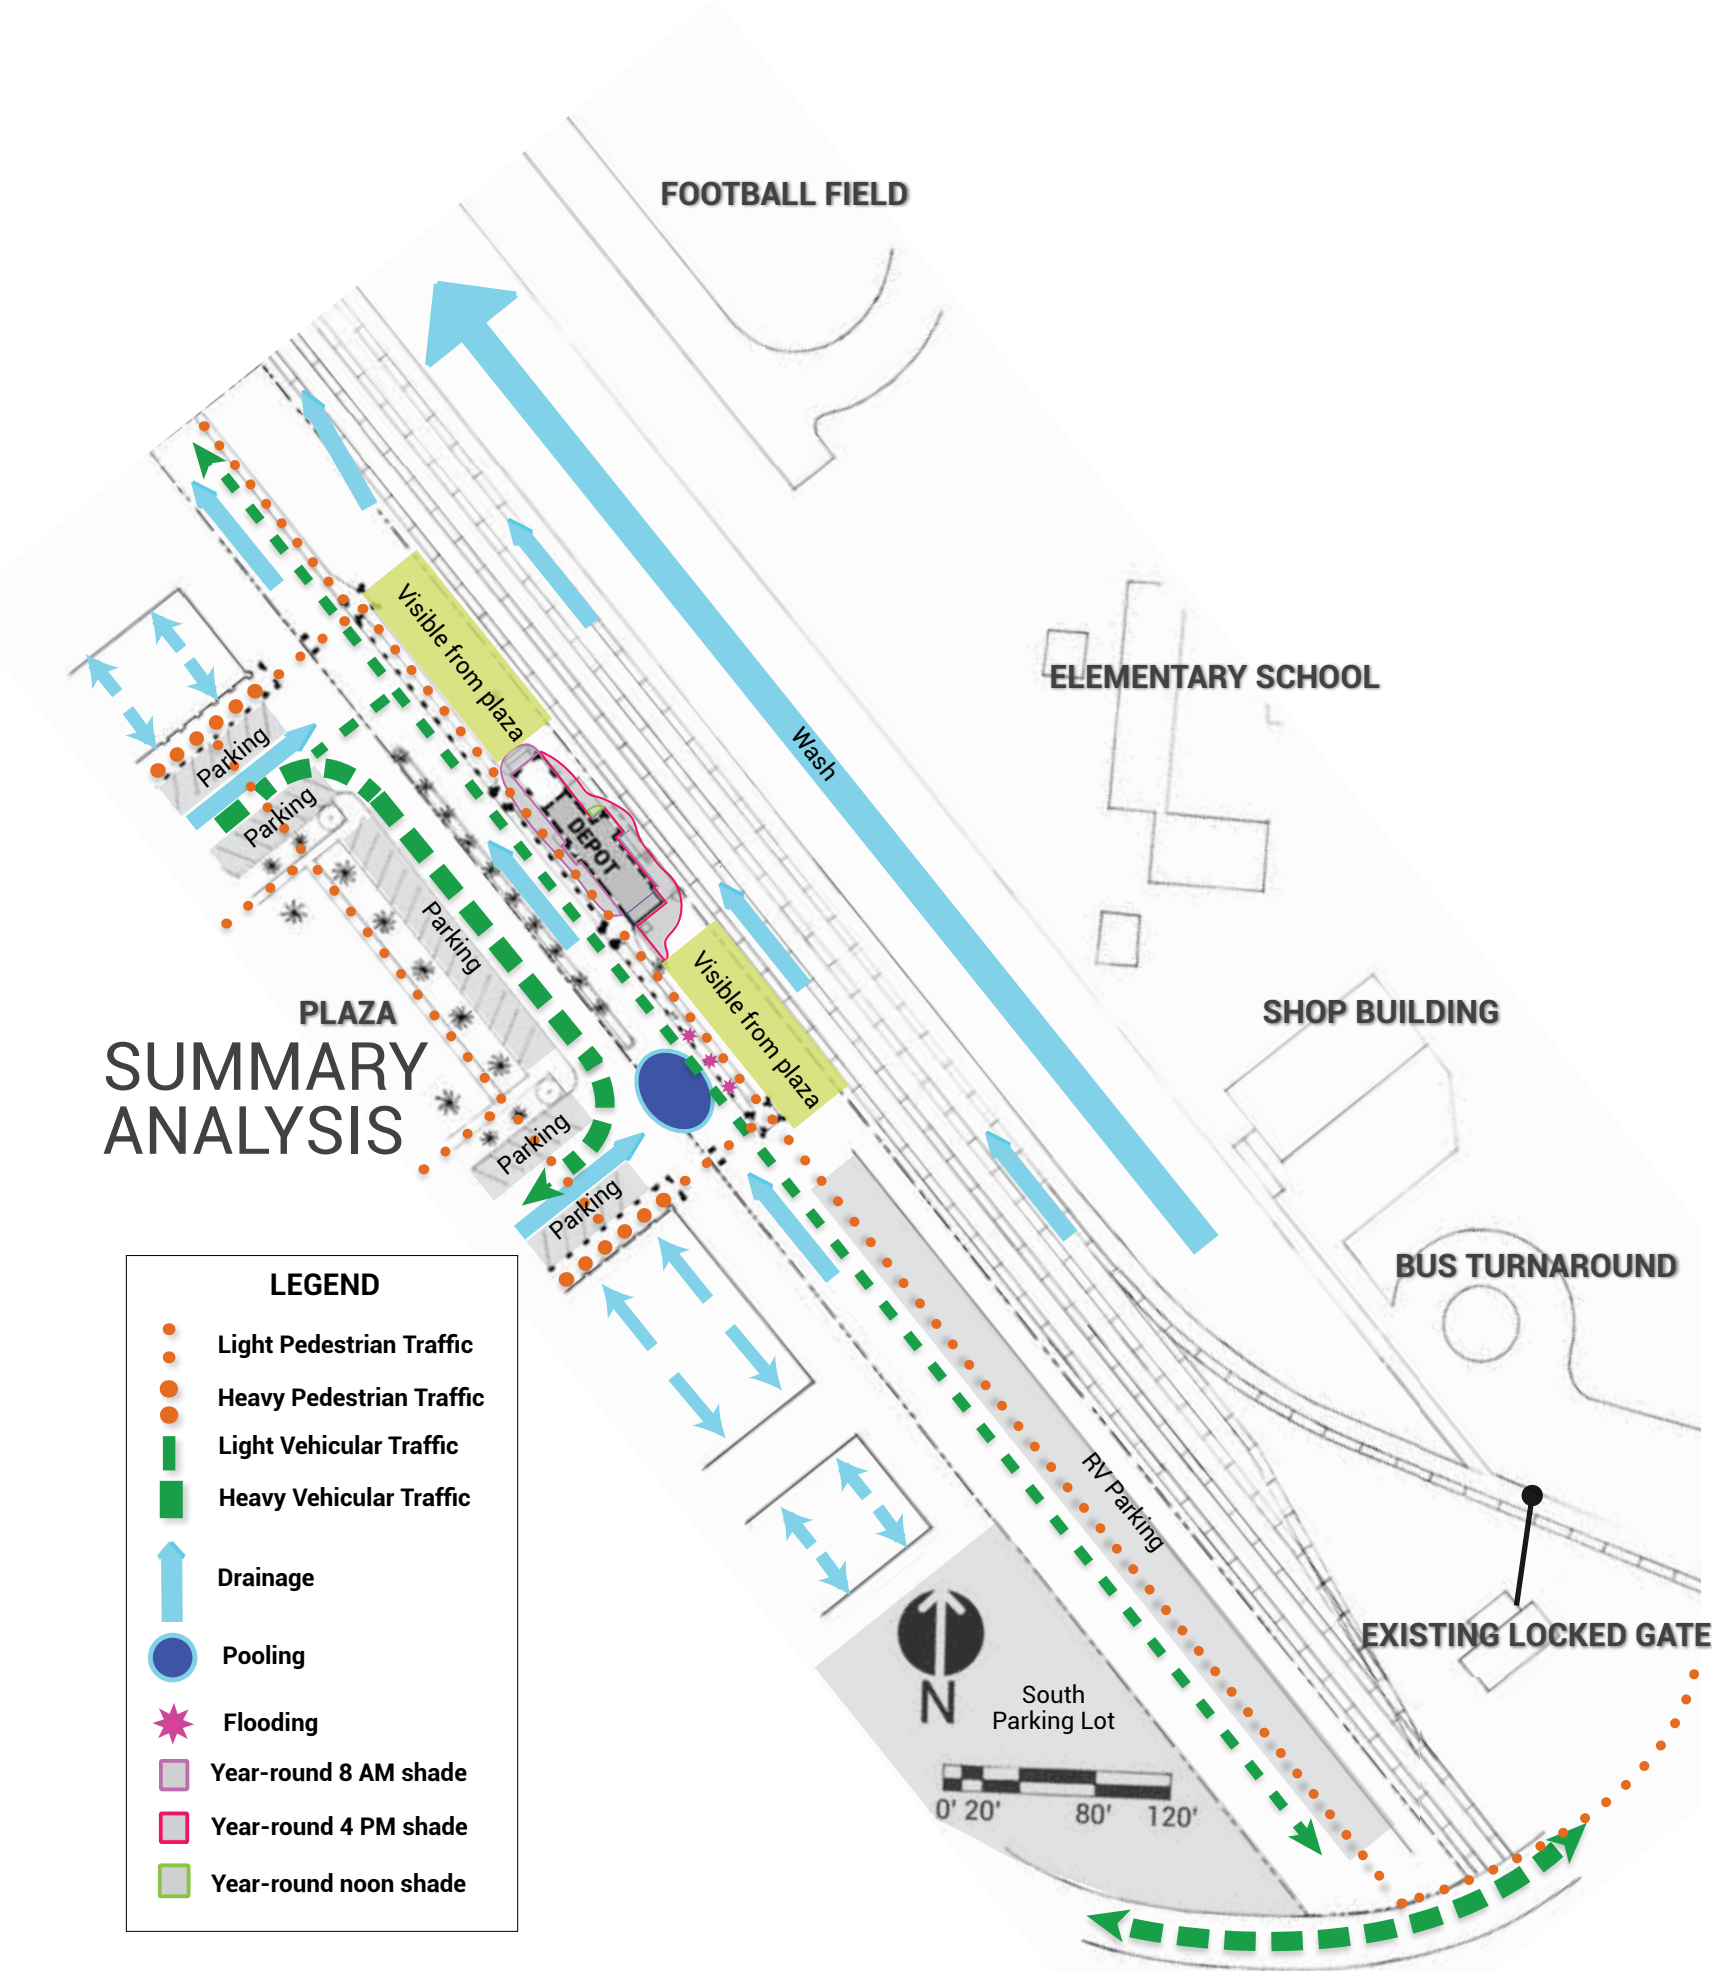 FOOTBALL FIELD
Visible from plaza
Wash
ELEMENTARY SCHOOL
Parking
Parking
DEPOT
Parking
Visible from plaza
PLAZA
SUMMARY
ANALYSIS
SHOP BUILDING
Parking
Parking
BUS TURNAROUND
RV Parking
EXISTING LOCKED GATE
N
South
Parking Lot
0' 20' 80' 120'
LEGEND
Light Pedestrian Traffic
Heavy Pedestrian Traffic
Light Vehicular Traffic
Heavy Vehicular Traffic
Drainage
Pooling
Flooding
Year-round 8 AM shade
Year-round 4 PM shade
Year-round noon shade